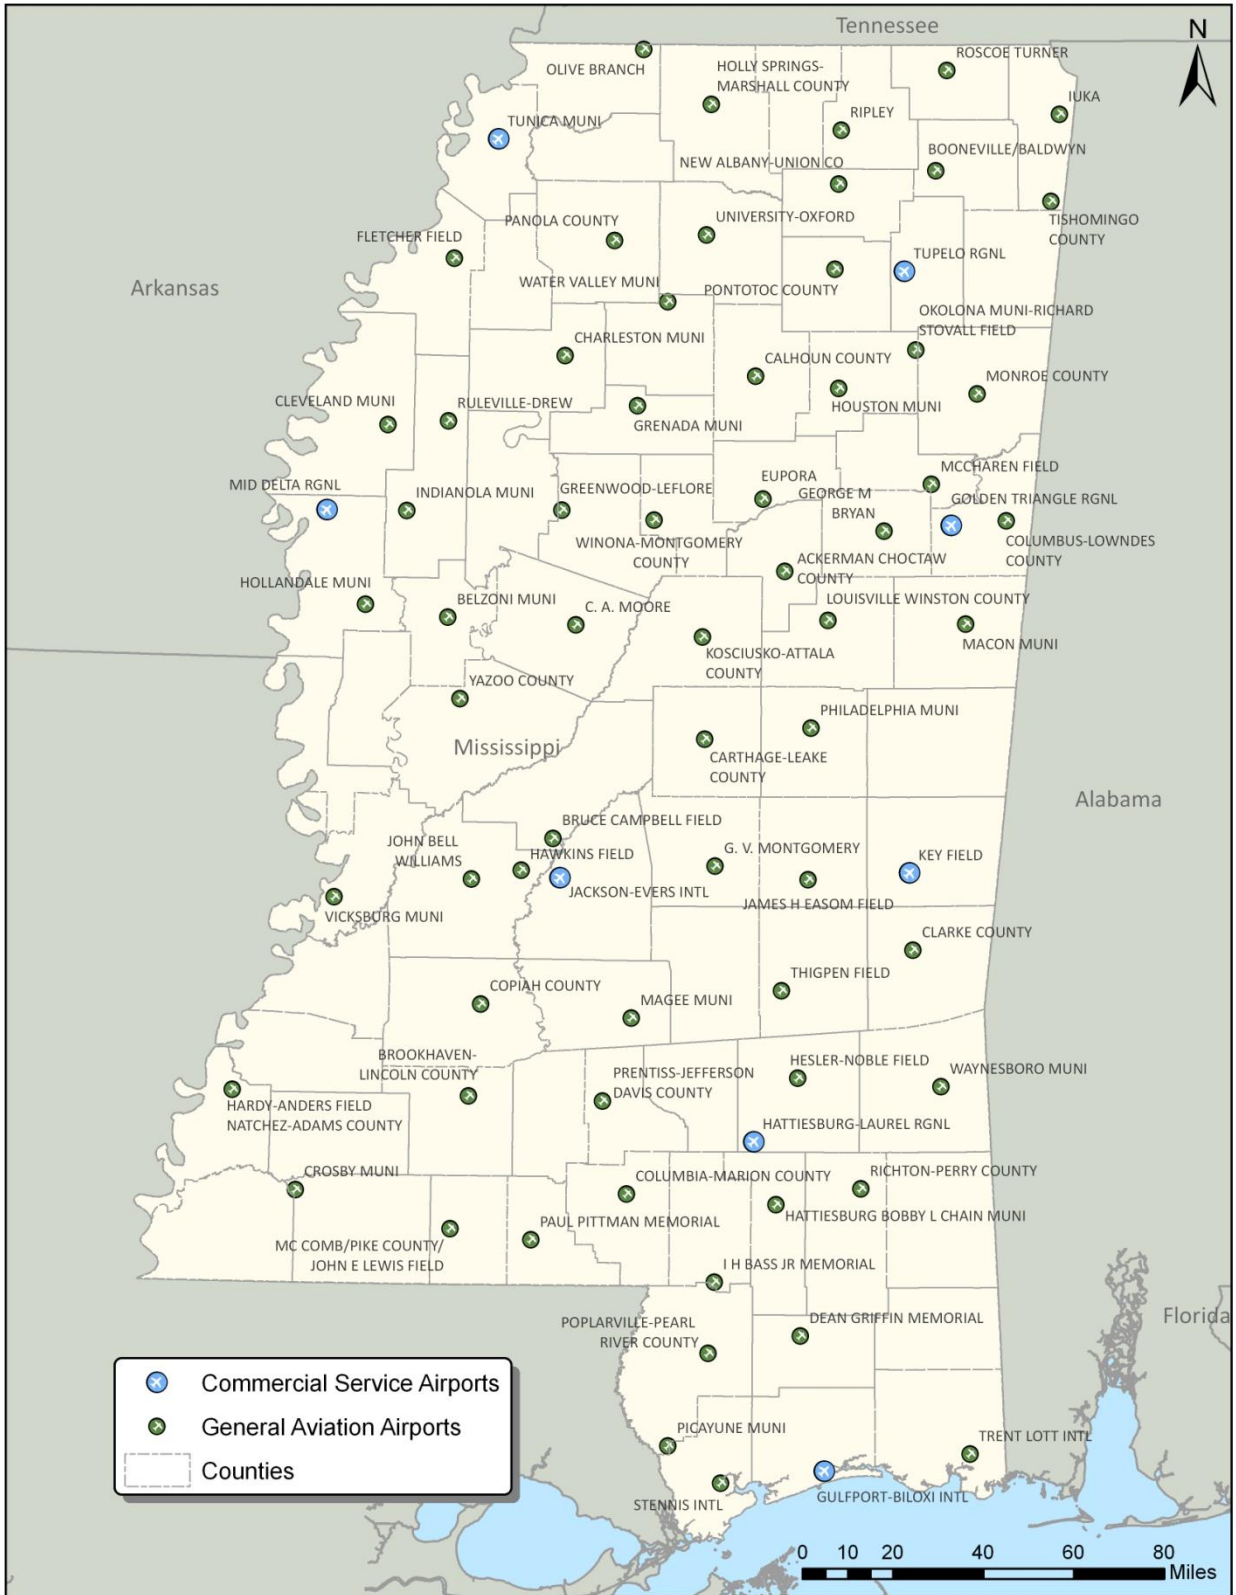 Tennessee
N
OLIVE BRANCH
HOLLY SPRINGS-
MARSHALL COUNTY
ROSCOE TURNER
IUKA
TUNICA MUNI
RIPLEY
BOONEVILLE/BALDWYN
NEW ALBANY-UNION CO
TISHOMINGO
COUNTY
PANOLA COUNTY
UNIVERSITY-OXFORD
FLETCHER FIELD
TUPELO RGNL
Arkansas
WATER VALLEY MUNI
PONTOTOC COUNTY
OKOLONA MUNI-RICHARD
STOVALL FIELD
CHARLESTON MUNI
CALHOUN COUNTY
MONROE COUNTY
CLEVELAND MUNI
RULEVILLE-DREW
HOUSTON MUNI
GRENADA MUNI
MCCHAREN FIELD
MID DELTA RGNL
INDIANOLA MUNI
GREENWOOD-LEFLORE
EUPORA
GEORGE M
BRYAN
GOLDEN TRIANGLE RGNL
WINONA-MONTGOMERY
COUNTY
COLUMBUS-LOWNDES
COUNTY
ACKERMAN CHOCTAW
COUNTY
HOLLANDALE MUNI
BELZONI MUNI
C. A. MOORE
LOUISVILLE WINSTON COUNTY
MACON MUNI
KOSCIUSKO-ATTALA
COUNTY
YAZOO COUNTY
PHILADELPHIA MUNI
Mississippi
CARTHAGE-LEAKE
COUNTY
Alabama
BRUCE CAMPBELL FIELD
JOHN BELL
WILLIAMS
HAWKINS FIELD
G. V. MONTGOMERY
KEY FIELD
JACKSON-EVERS INTL
JAMES H EASOM FIELD
VICKSBURG MUNI
CLARKE COUNTY
THIGPEN FIELD
COPIAH COUNTY
MAGEE MUNI
BROOKHAVEN-
LINCOLN COUNTY
PRENTISS-JEFFERSON
DAVIS COUNTY
HESLER-NOBLE FIELD
WAYNESBORO MUNI
HARDY-ANDERS FIELD
NATCHEZ-ADAMS COUNTY
HATTIESBURG-LAUREL RGNL
CROSBY MUNI
COLUMBIA-MARION COUNTY
RICHTON-PERRY COUNTY
PAUL PITTMAN MEMORIAL
HATTIESBURG BOBBY L CHAIN MUNI
MC COMB/PIKE COUNTY/
JOHN E LEWIS FIELD
I H BASS JR MEMORIAL
POPLARVILLE-PEARL
RIVER COUNTY
DEAN GRIFFIN MEMORIAL
Florida
Commercial Service Airports
General Aviation Airports
Counties
PICAYUNE MUNI
TRENT LOTT INTL
STENNIS INTL
GULFPORT-BILOXI INTL
0 10 20 40 60 80
Miles